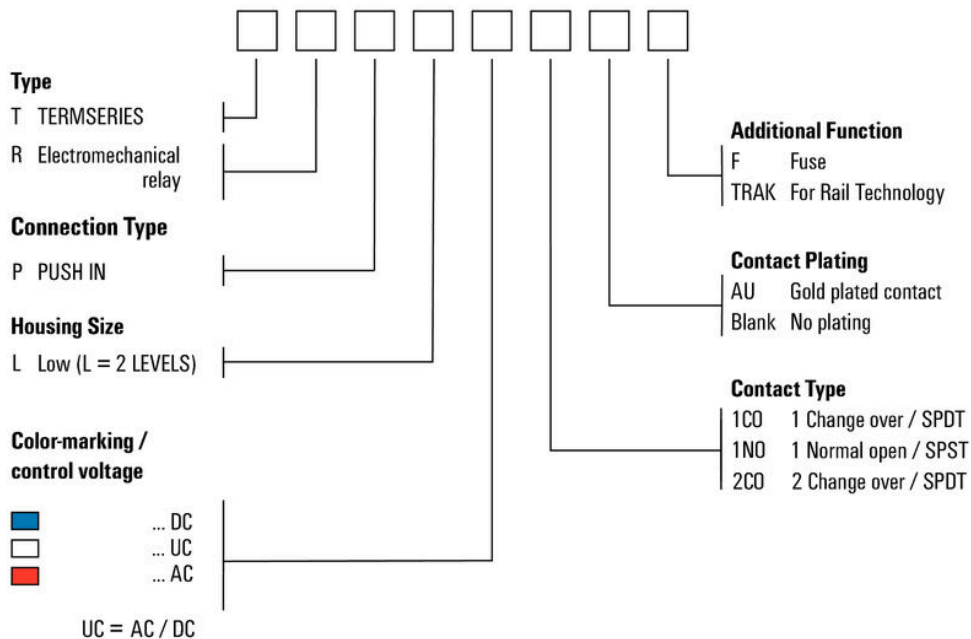 Type
T TERMSERIES
R Electromechanical
relay
Connection Type
P PUSH IN
Housing Size
L Low (L = 2 LEVELS)
Color-marking /
control voltage
... DC
... UC
... AC
UC = AC / DC
Additional Function
F Fuse
TRAK For Rail Technology
Contact Plating
AU Gold plated contact
Blank No plating
Contact Type
1CO 1 Change over / SPDT
1NO 1 Normal open / SPST
2CO 2 Change over / SPDT